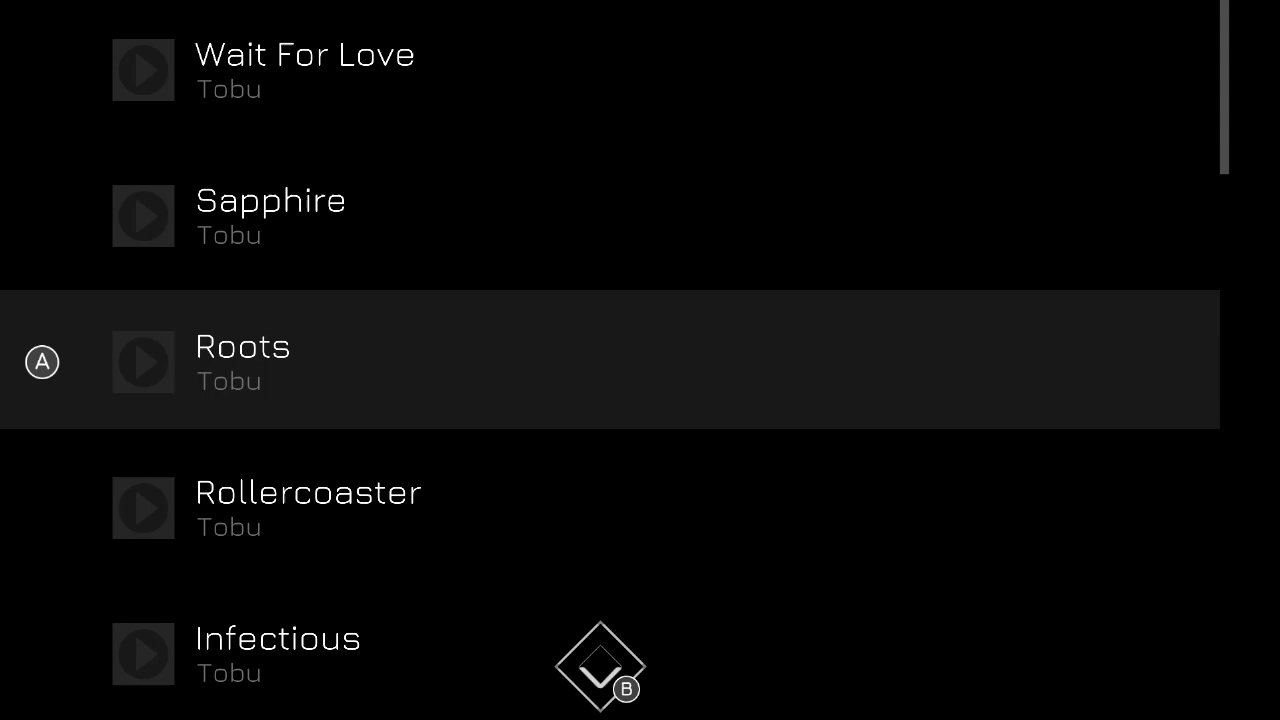 Wait For Love
Tobu
Sapphire
Tobu
A
Roots
Tobu
Rollercoaster
Tobu
Infectious
Tobu
B